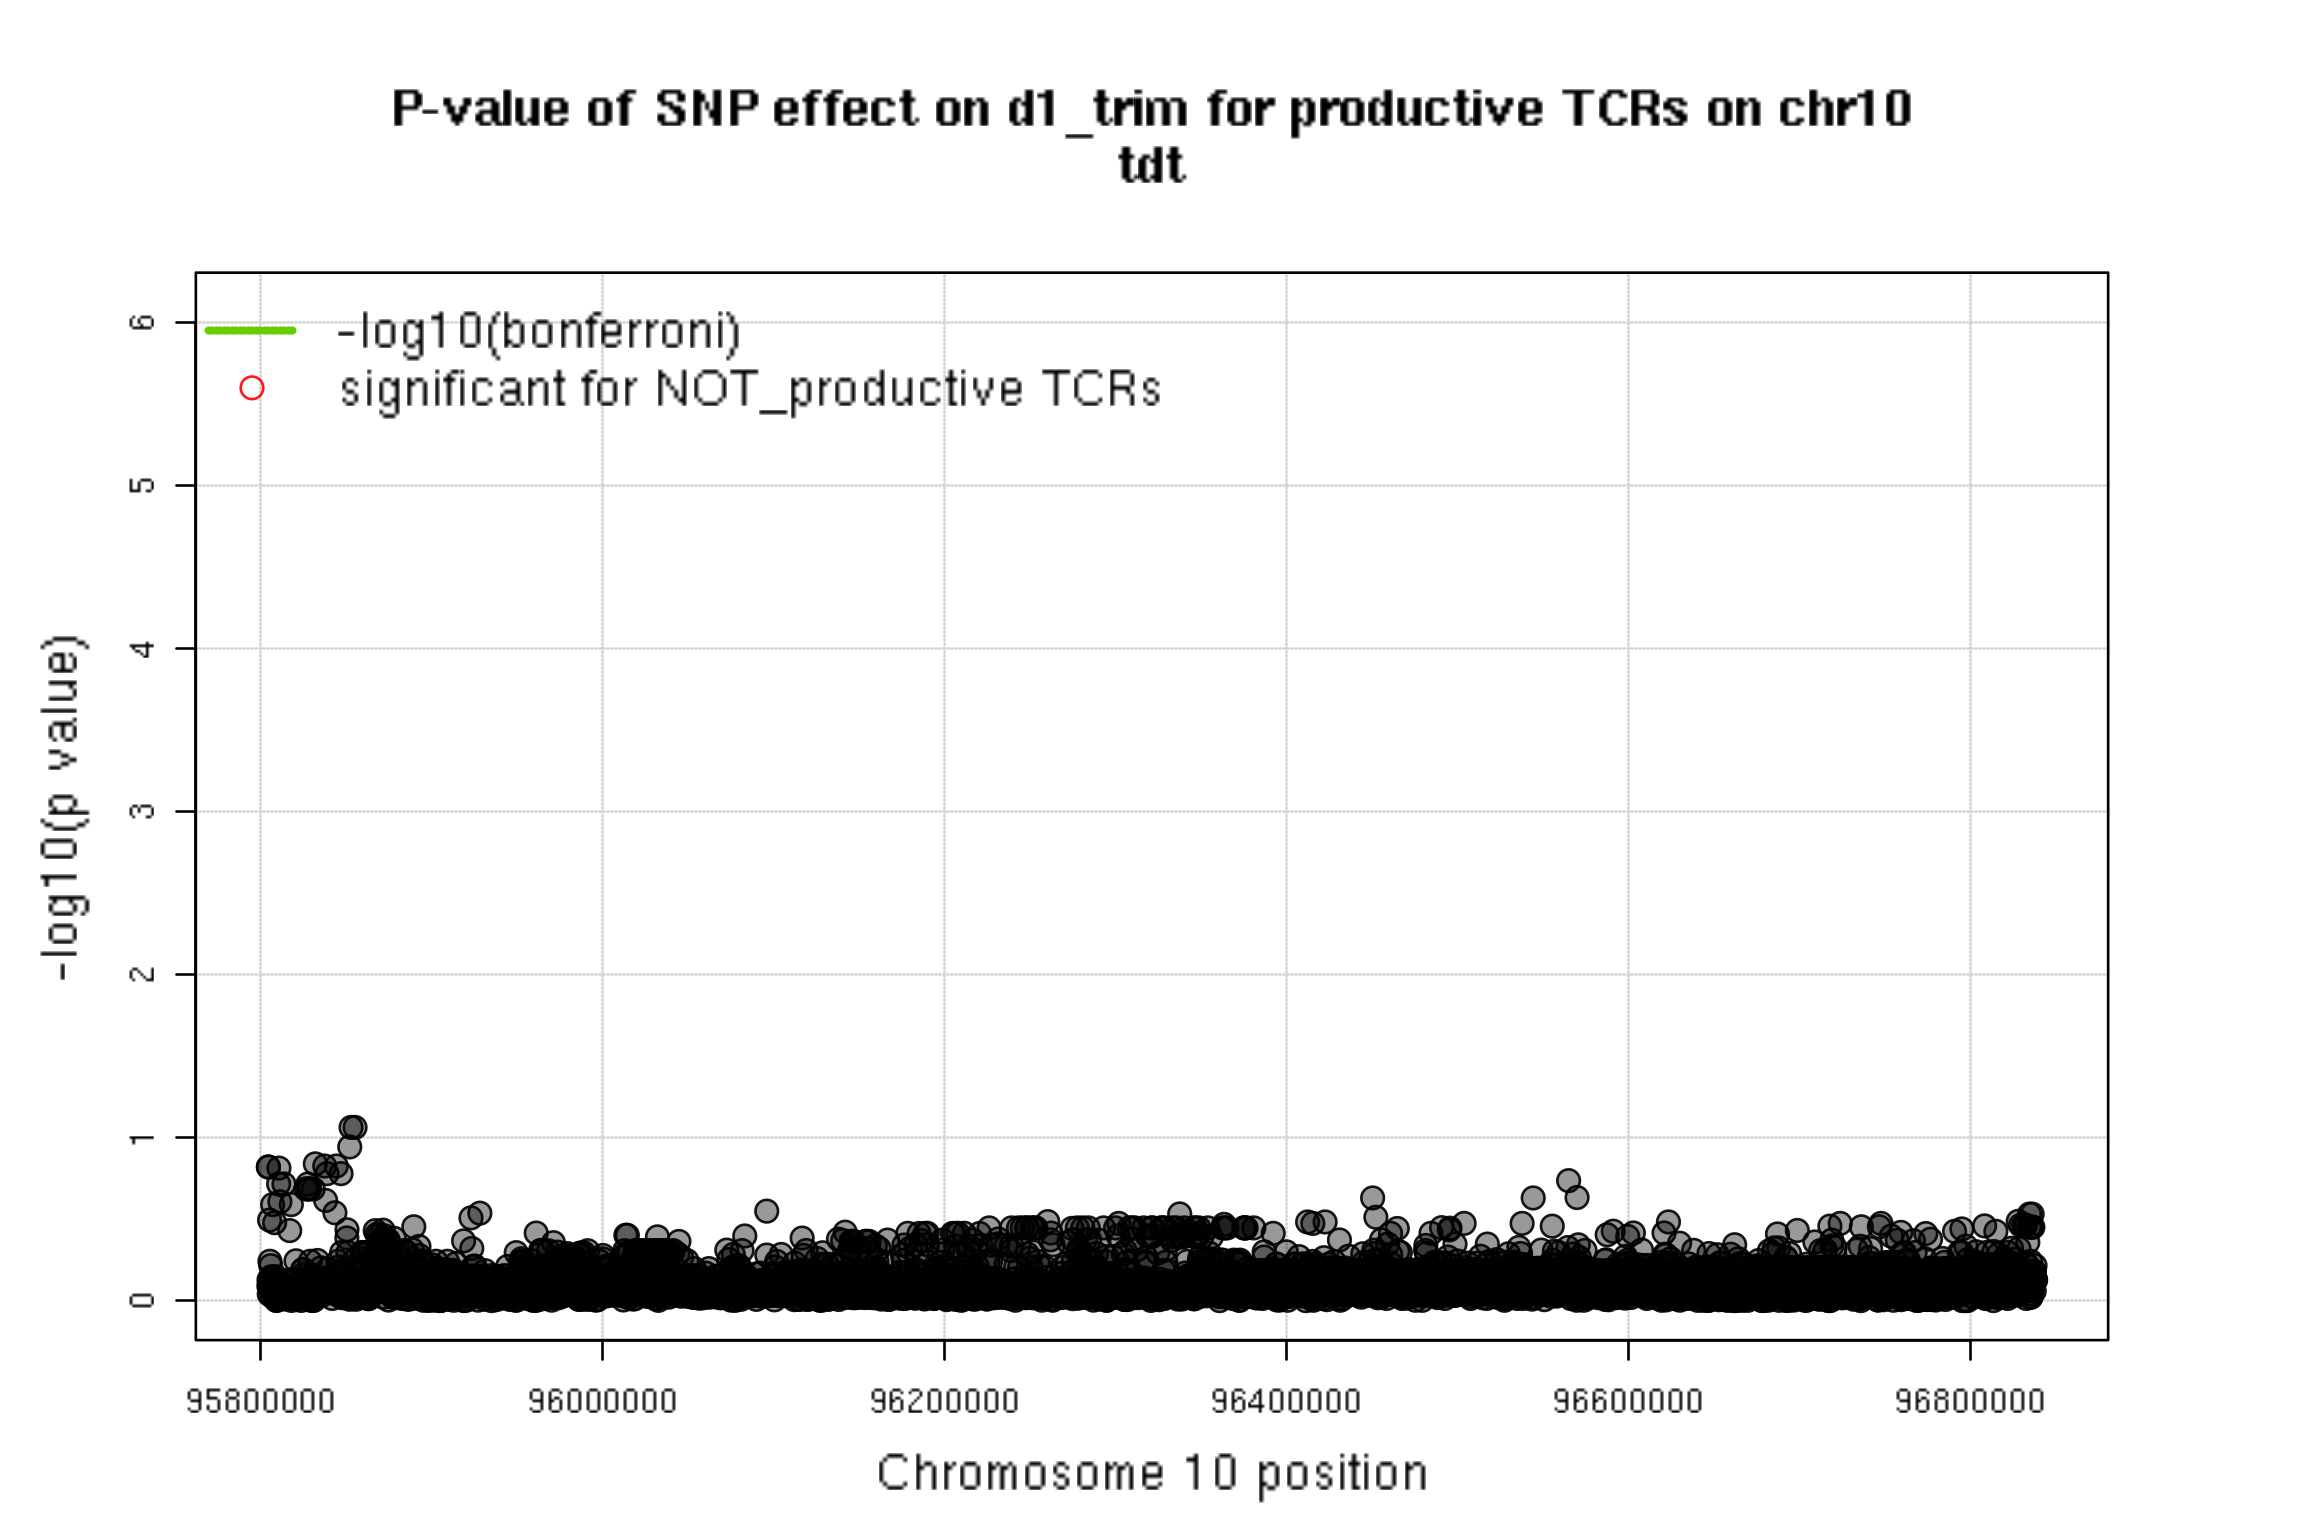 P-value of SNP effect on d1_trim for productive TCRs on chr10
tdt
-log10(bonferroni)
significant for NOT_productive TCRs
6
5
4
3
2
1
0
-log10(p value)
95800000 96000000 96200000 96400000 96600000 96800000
Chromosome 10 position